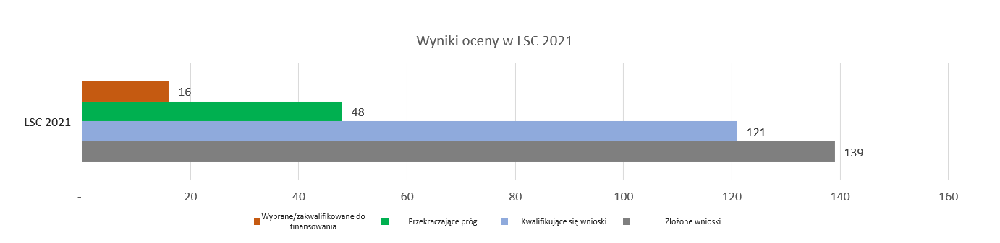 Wyniki oceny w LSC 2021
16
48
LSC 2021
121
139
- 20 40 60 80 100 120 140 160
Wybrane/zakwalifikowane do
finansowania
Przekraczające próg
Kwalifikujące się wnioski
Złożone wnioski